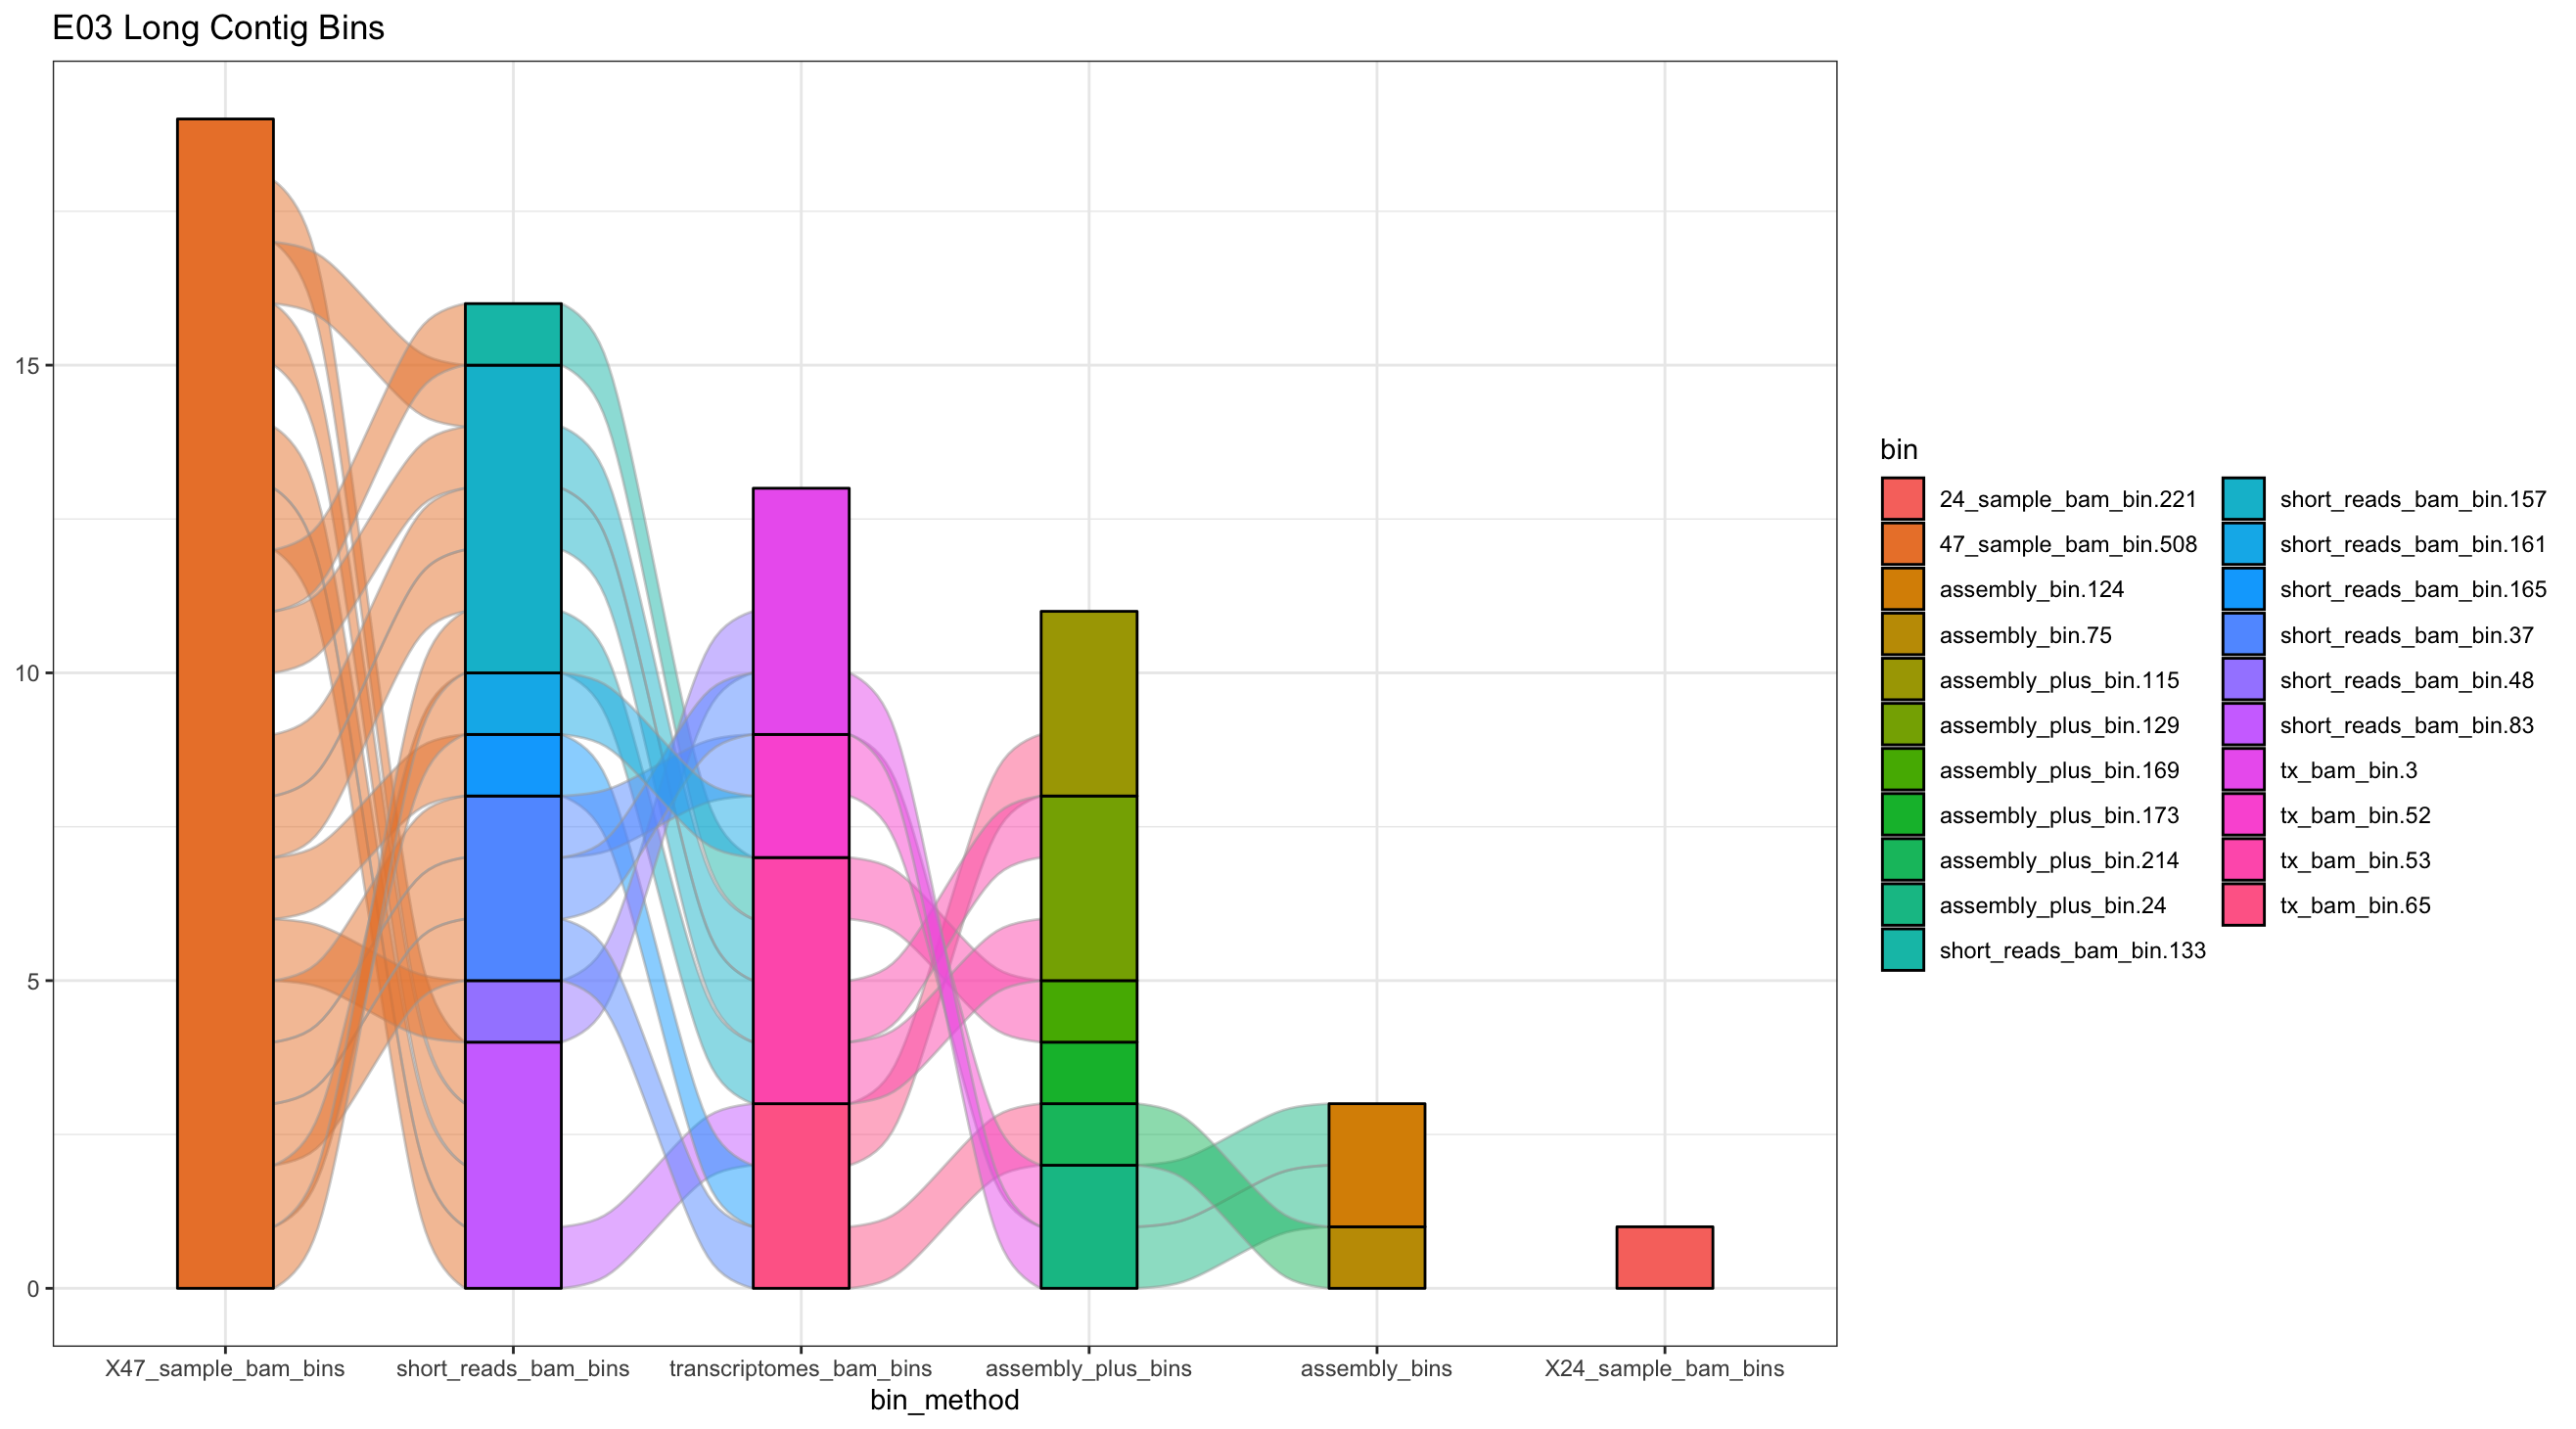 E03 Long Contig Bins
15
10
5
0
X47_sample_bam_bins
short_reads_bam_bins
transcriptomes_bam_bins
assembly_plus_bins
assembly_bins
X24_sample_bam_bins
bin_method
bin
24_sample_bam_bin.221
47_sample_bam_bin.508
assembly_bin.124
assembly_bin.75
assembly_plus_bin.115
assembly_plus_bin.129
assembly_plus_bin.169
assembly_plus_bin.173
assembly_plus_bin.214
assembly_plus_bin.24
short_reads_bam_bin.133
short_reads_bam_bin.157
short_reads_bam_bin.161
short_reads_bam_bin.165
short_reads_bam_bin.37
short_reads_bam_bin.48
short_reads_bam_bin.83
tx_bam_bin.3
tx_bam_bin.52
tx_bam_bin.53
tx_bam_bin.65